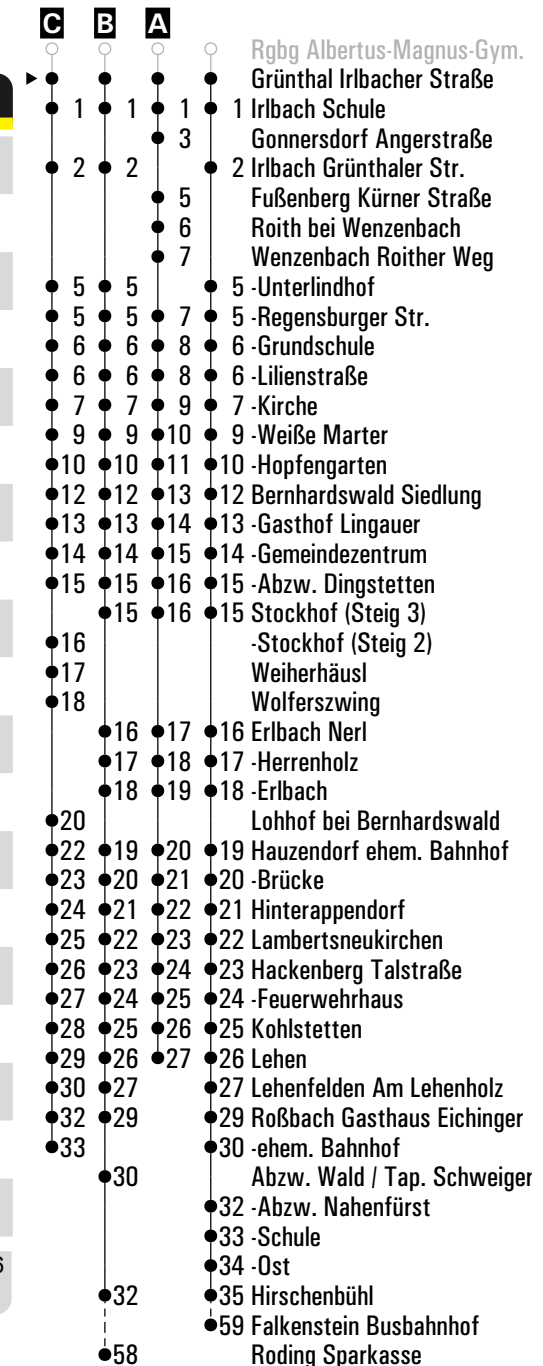 C B A
Rgbg Albertus-Magnus-Gym.
Grünthal Irlbacher Straße
1 1 1 1 Irlbach Schule
3 Gonnersdorf Angerstraße
2 2 2 Irlbach Grünthaler Str.
5 Fußenberg Kürner Straße
6 Roith bei Wenzenbach
7 Wenzenbach Roither Weg
5 5 5 -Unterlindhof
5 5 7 5 -Regensburger Str.
6 6 8 6 -Grundschule
6 6 8 6 -Lilienstraße
7 7 9 7 -Kirche
9 9 10 9 -Weiße Marter
10 10 11 10 -Hopfengarten
12 12 13 12 Bernhardswald Siedlung
13 13 14 13 -Gasthof Lingauer
14 14 15 14 -Gemeindezentrum
15 15 16 15 -Abzw. Dingstetten
15 16 15 Stockhof (Steig 3)
16 -Stockhof (Steig 2)
17 Weiherhäusl
18 Wolferszwing
16 17 16 Erlbach Nerl
17 18 17 -Herrenholz
18 19 18 -Erlbach
20 Lohhof bei Bernhardswald
22 19 20 19 Hauzendorf ehem. Bahnhof
23 20 21 20 -Brücke
24 21 22 21 Hinterappendorf
25 22 23 22 Lambertsneukirchen
26 23 24 23 Hackenberg Talstraße
27 24 25 24 -Feuerwehrhaus
28 25 26 25 Kohlstetten
29 26 27 26 Lehen
30 27 27 Lehenfelden Am Lehenholz
32 29 29 Roßbach Gasthaus Eichinger
33 30 -ehem. Bahnhof
30 Abzw. Wald / Tap. Schweiger
32 -Abzw. Nahenfürst
33 -Schule
34 -Ost
32 35 Hirschenbühl
59 Falkenstein Busbahnhof
58 Roding Sparkasse